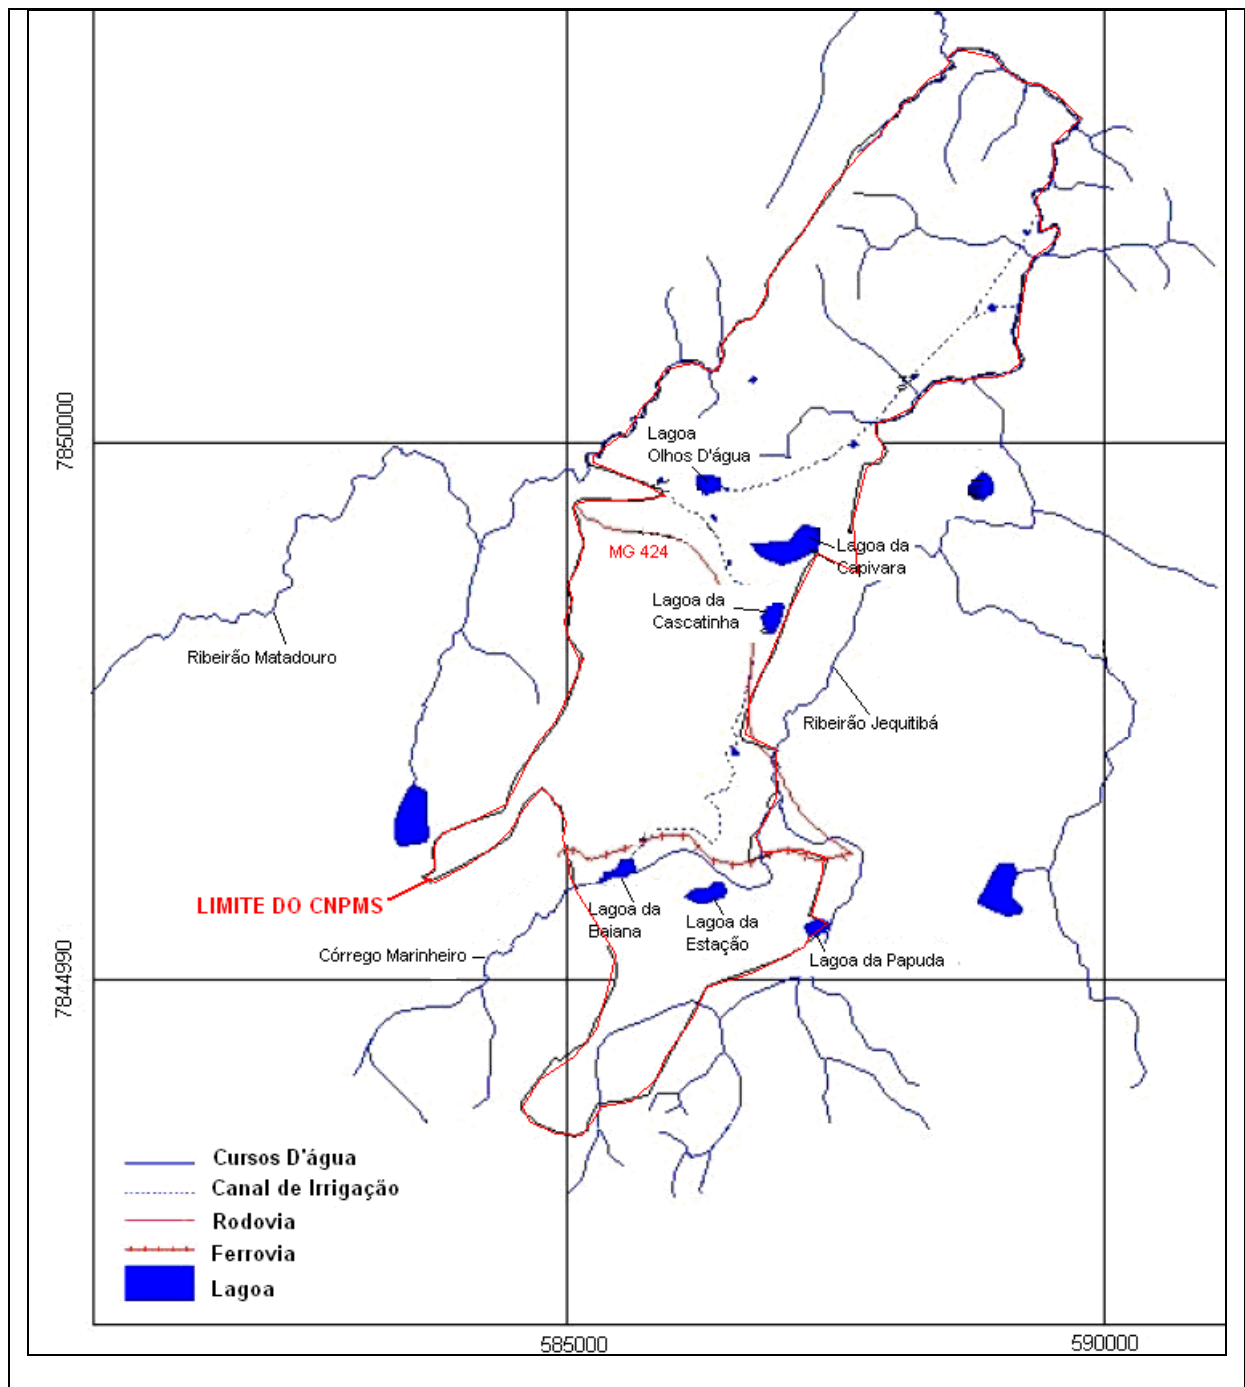 7850000
Lagoa
Olhos D'água
MG 424
Lagoa da
Capivara
Lagoa da
Cascatinha
Ribeirão Matadouro
Ribeirão Jequitibá
LIMITE DO CNPMS
Lagoa da
Baiana
Lagoa da
Estação
Córrego Marinheiro
Lagoa da Papuda
7844990
Cursos D'água
Canal de Irrigação
Rodovia
Ferrovia
Lagoa
585000
590000